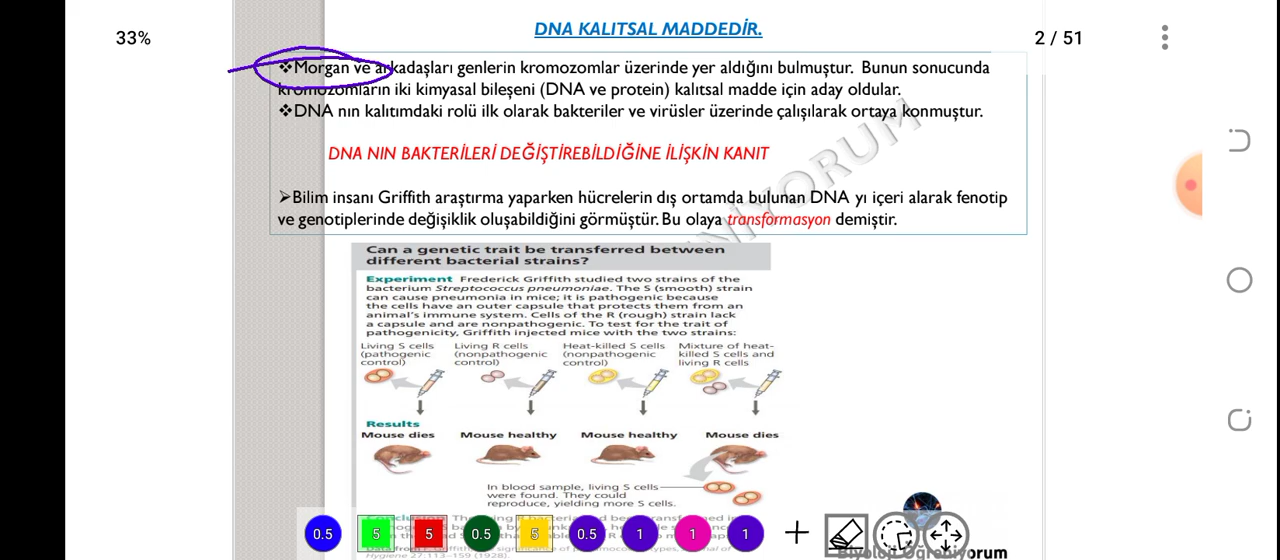 DNA KALITSAL MADDEDİR.
33%
2 / 51
❖Morgan ve arkadaşları genlerin kromozomlar üzerinde yer aldığını bulmuştur. Bunun sonucunda
kromozomların iki kimyasal bileşeni (DNA ve protein) kalıtsal madde için aday oldular.
❖DNA nın kalıtımdaki rolü ilk olarak bakteriler ve virüsler üzerinde çalışılarak ortaya konmuştur.
DNA NIN BAKTERİLERİ DEĞİŞTİREBİLDİĞİNE İLİŞKİN KANIT
➢Bilim insanı Griffith araştırma yaparken hücrelerin dış ortamda bulunan DNA yı içeri alarak fenotip
ve genotiplerinde değişiklik oluşabildiğini görmüştür. Bu olaya transformasyon demiştir.
Can a genetic trait be transferred between
different bacterial strains?
Experiment Frederick Griffith studied two strains of the
bacterium Streptococcus pneumoniae. The S (smooth) strain
can cause pneumonia in mice; it is pathogenic because
the cells have an outer capsule that protects them from an
animal's immune system. Cells of the R (rough) strain lack
a capsule and are nonpathogenic. To test for the trait of
pathogenicity, Griffith injected mice with the two strains:
Living S cells
(pathogenic
control)
Living R cells
(nonpathogenic
control)
Heat-killed S cells
(nonpathogenic
control)
Mixture of heat-
killed S cells and
living R cells
Results
Mouse dies
Mouse healthy
Mouse healthy
Mouse dies
In blood sample, living S cells
were found. They could
reproduce, yielding more S cells.
0.5
5
5
0.5
5
0.5
1
1
1
Biyoloji Öğreniyorum
Hygiene 27:113–159 (1928).